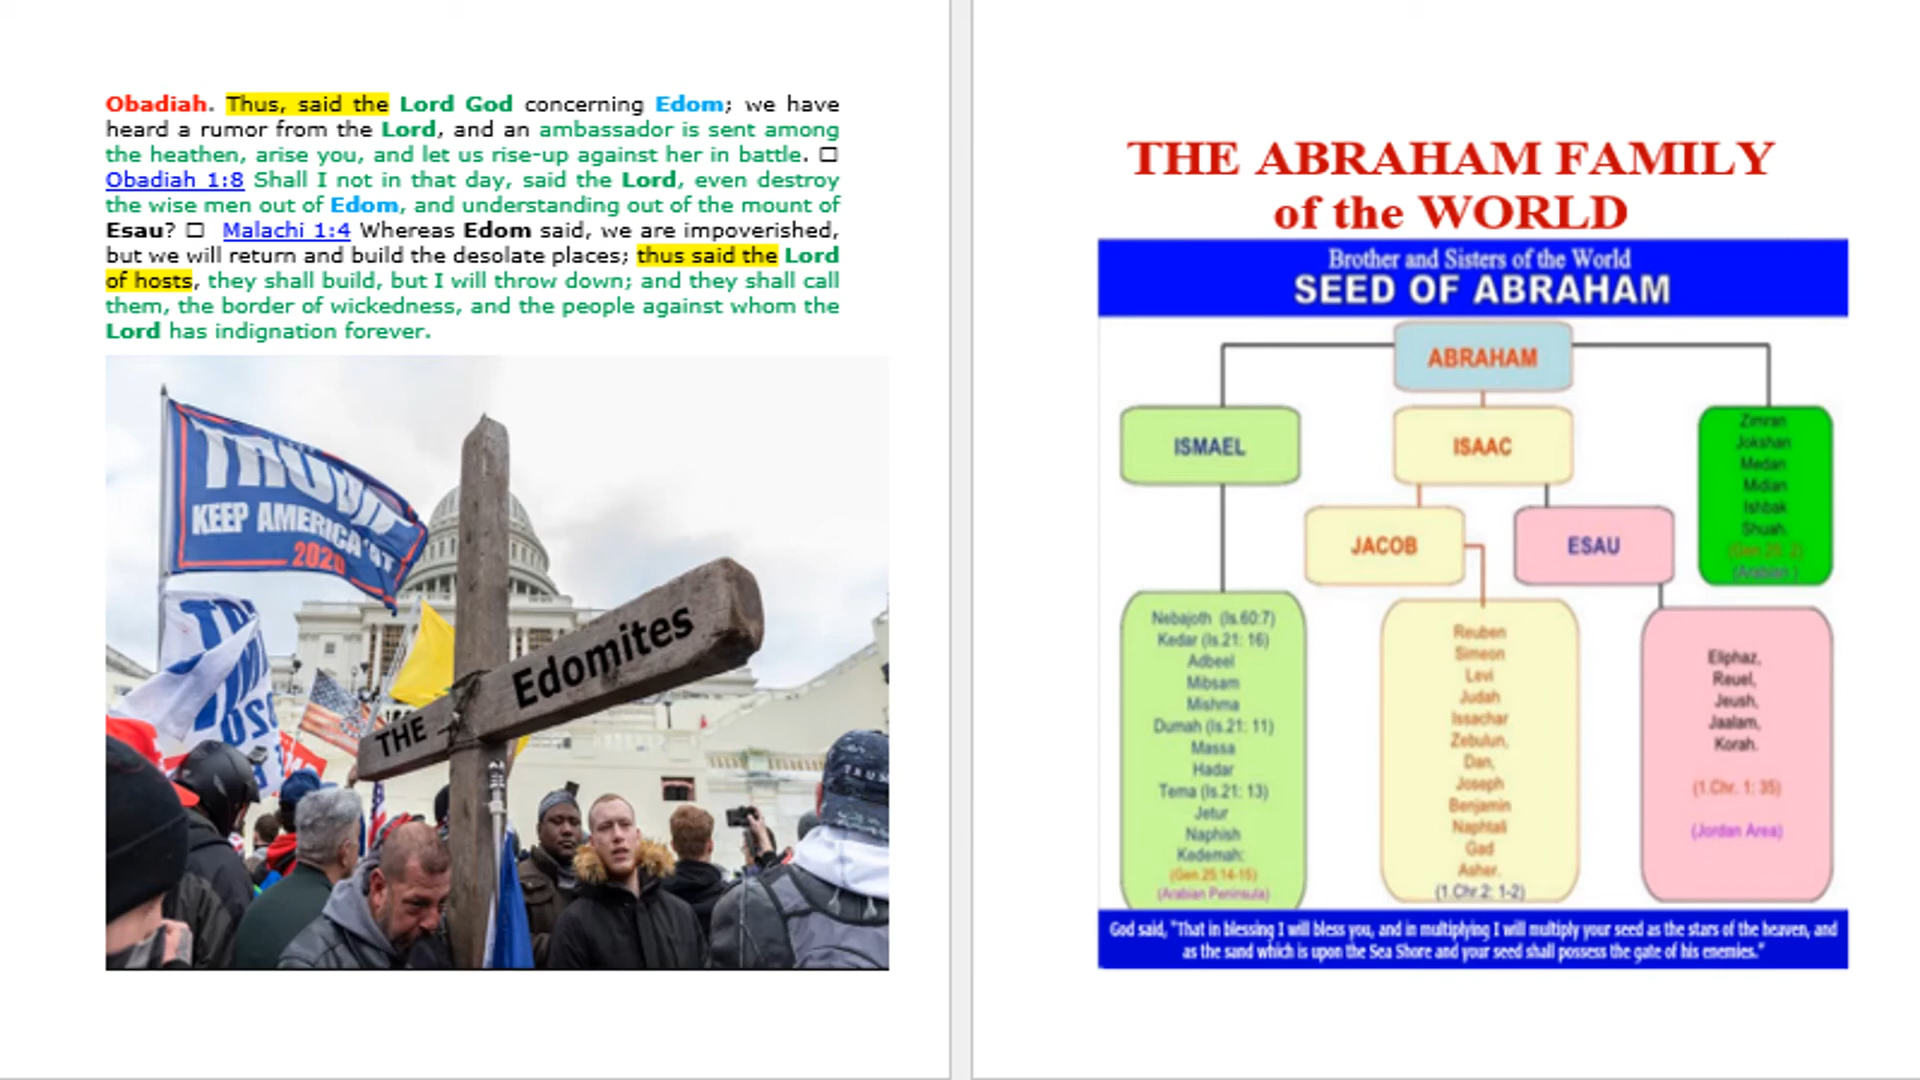 Obadiah. Thus, said the Lord God concerning Edom; we have
heard a rumor from the Lord, and an ambassador is sent among
the heathen, arise you, and let us rise-up against her in battle. □
Obadiah 1:8 Shall I not in that day, said the Lord, even destroy
the wise men out of Edom, and understanding out of the mount of
Esau? □ Malachi 1:4 Whereas Edom said, we are impoverished,
but we will return and build the desolate places; thus said the Lord
of hosts, they shall build, but I will throw down; and they shall call
them, the border of wickedness, and the people against whom the
Lord has indignation forever.
TRUMP
KEEP AMERICA
2020
THE Edomites
TRUM
THE ABRAHAM FAMILY
of the WORLD
Brother and Sisters of the World
SEED OF ABRAHAM
ABRAHAM
ISMAEL
ISAAC
Zimran
Jokshan
Medan
Midian
Ishbak
Shuah.
(Gen.25: 2)
(Arabian )
JACOB
ESAU
Nebajoth (Is.60:7)
Kedar (Is.21: 16)
Adbeel
Mibsam
Mishma
Dumah (Is.21: 11)
Massa
Hadar
Tema (Is.21: 13)
Jetur
Naphish
Kedemah:
(Gen.25:14-15)
(Arabian Peninsula)
Reuben
Simeon
Levi
Judah
Issachar
Zebulun,
Dan,
Joseph
Benjamin
Naphtali
Gad
Asher.
(1.Chr.2: 1-2)
Eliphaz,
Reuel,
Jeush,
Jaalam,
Korah.
(1.Chr. 1: 35)
(Jordan Area)
God said, "That in blessing I will bless you, and in multiplying I will multiply your seed as the stars of the heaven, and
as the sand which is upon the Sea Shore and your seed shall possess the gate of his enemies."